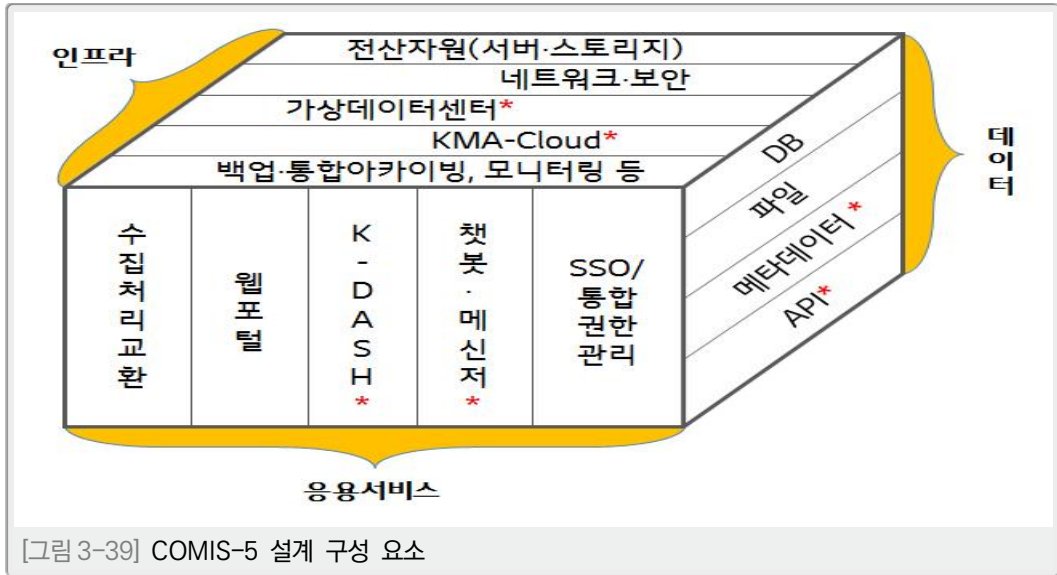 인프라
전산자원(서버·스토리지)
네트워크·보안
가상데이터센터*
KMA-Cloud*
백업·통합아카이빙, 모니터링 등
수집처리교환
웹포털
K-DASH*
챗봇·메신저*
SSO/
통합
권한
관리
DB
파일
메타데이터*
API*
데이터
응용서비스
[그림 3-39] COMIS-5 설계 구성 요소